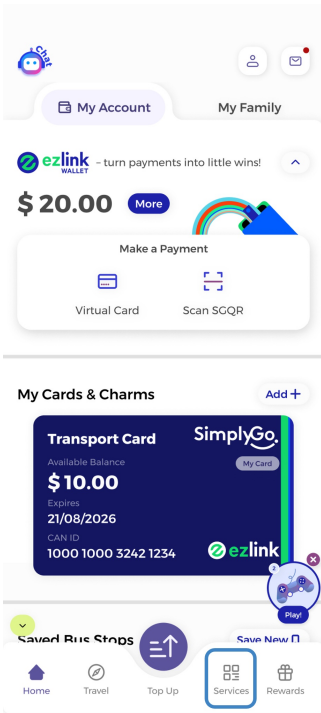 Chat
My Account
My Family
ezlink
WALLET
– turn payments into little wins!
$ 20.00
More
Make a Payment
Virtual Card
Scan SGQR
My Cards & Charms
Add +
Transport Card
SimplyGo.
Available Balance
My Card
$ 10.00
Expires
21/08/2026
CAN ID
1000 1000 3242 1234
ezlink
2
Play!
Saved Bus Stops
Save New
Home
Travel
Top Up
Services
Rewards